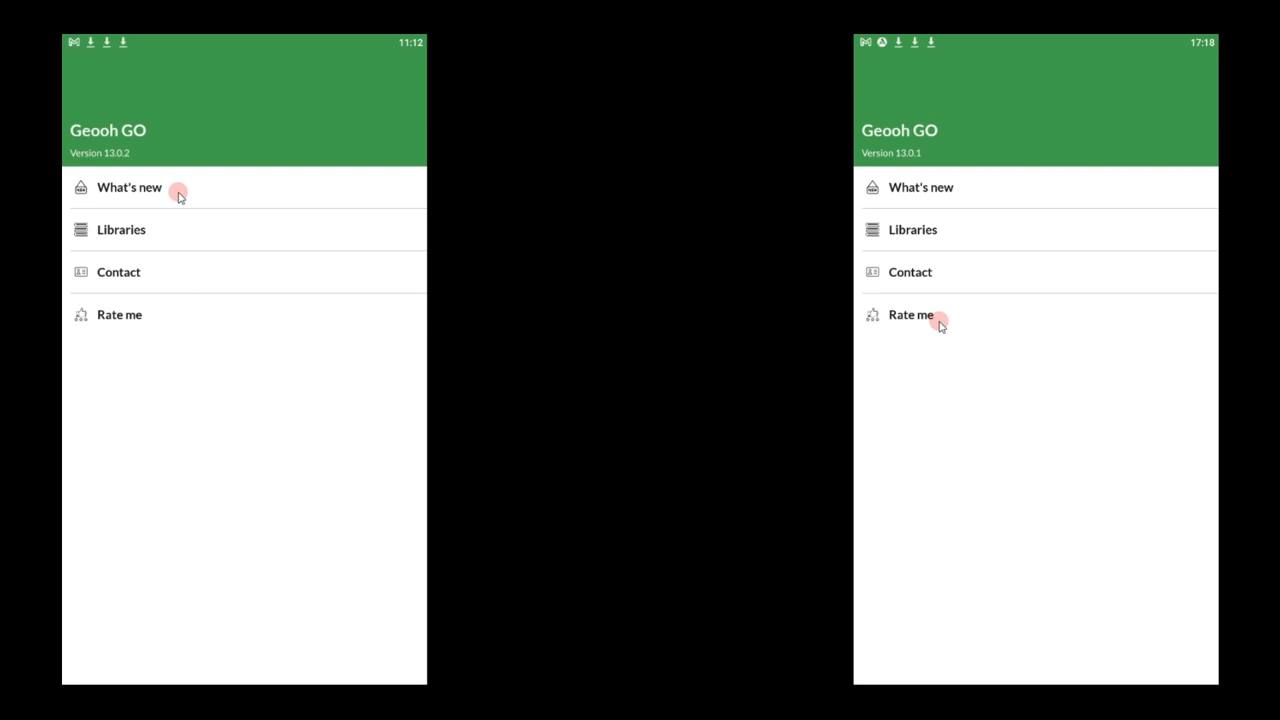 11:12
Geooh GO
Version 13.0.2
What's new
Libraries
Contact
Rate me
17:18
Geooh GO
Version 13.0.1
What's new
Libraries
Contact
Rate me